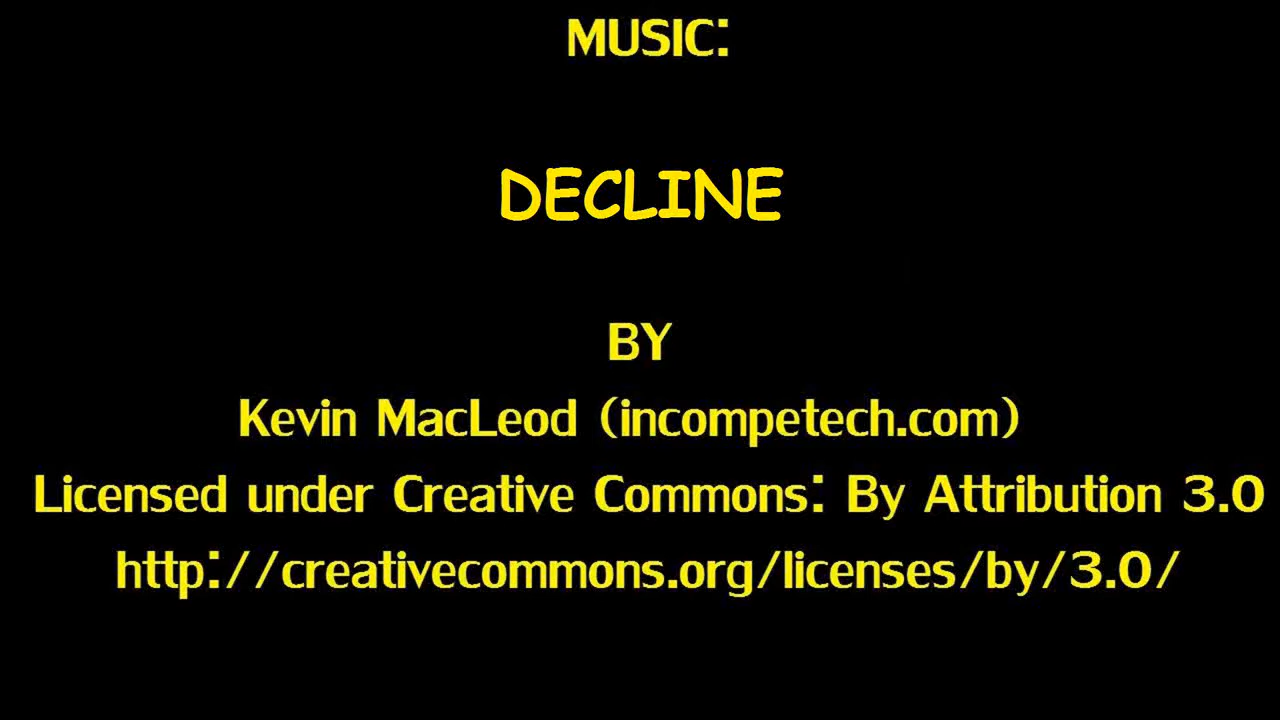 MUSIC:
DECLINE
BY
Kevin MacLeod (incompetech.com)
Licensed under Creative Commons: By Attribution 3.0
http://creativecommons.org/licenses/by/3.0/